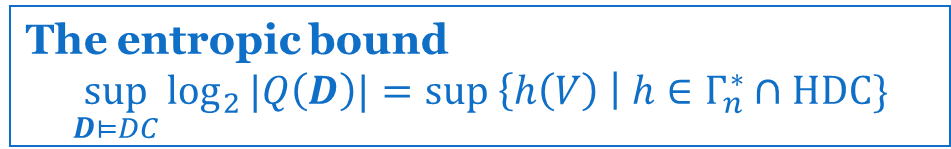 The entropic bound
sup log₂ |Q(D)| = sup {h(V) | h ∈ Γₙ* ∩ HDC}
D⊨DC